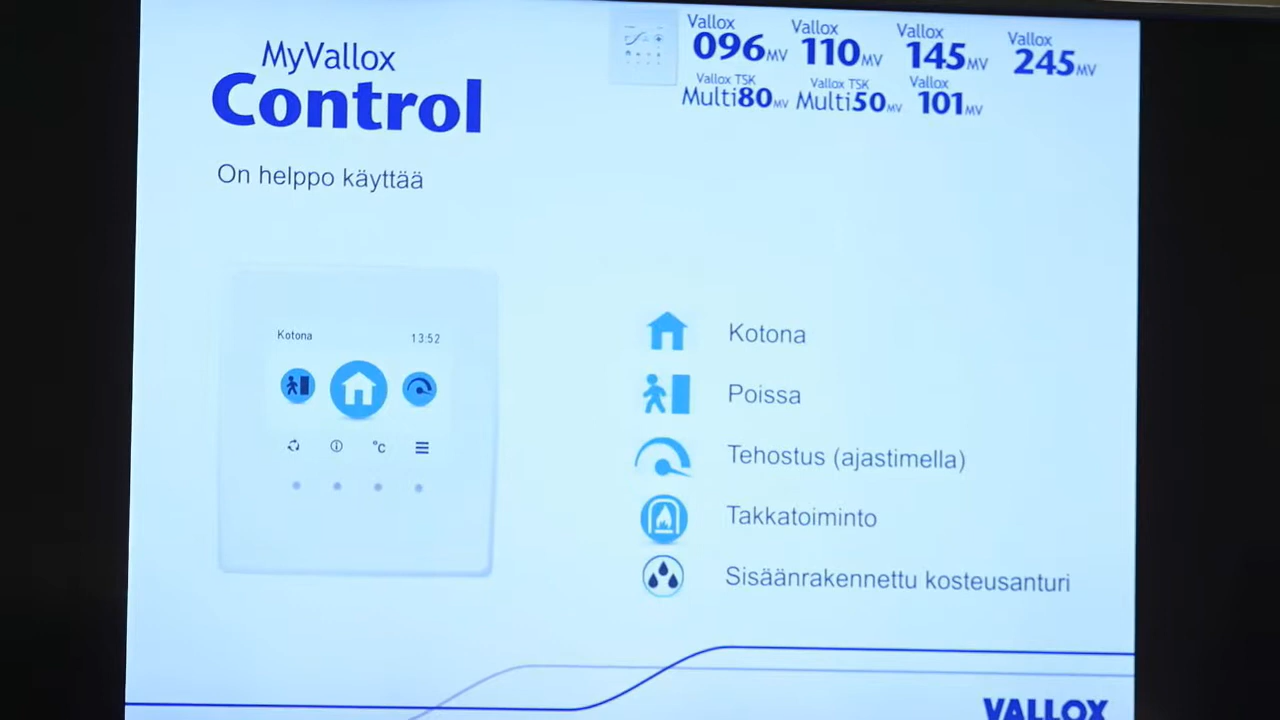 MyVallox
Control
On helppo käyttää
Vallox
096MV
Vallox
110MV
Vallox
145MV
Vallox
245MV
Vallox TSK
Multi80MV
Vallox TSK
Multi50MV
Vallox
101MV
Kotona 13:52
°C
Kotona
Poissa
Tehostus (ajastimella)
Takkatoiminto
Sisäänrakennettu kosteusanturi
VALLOX